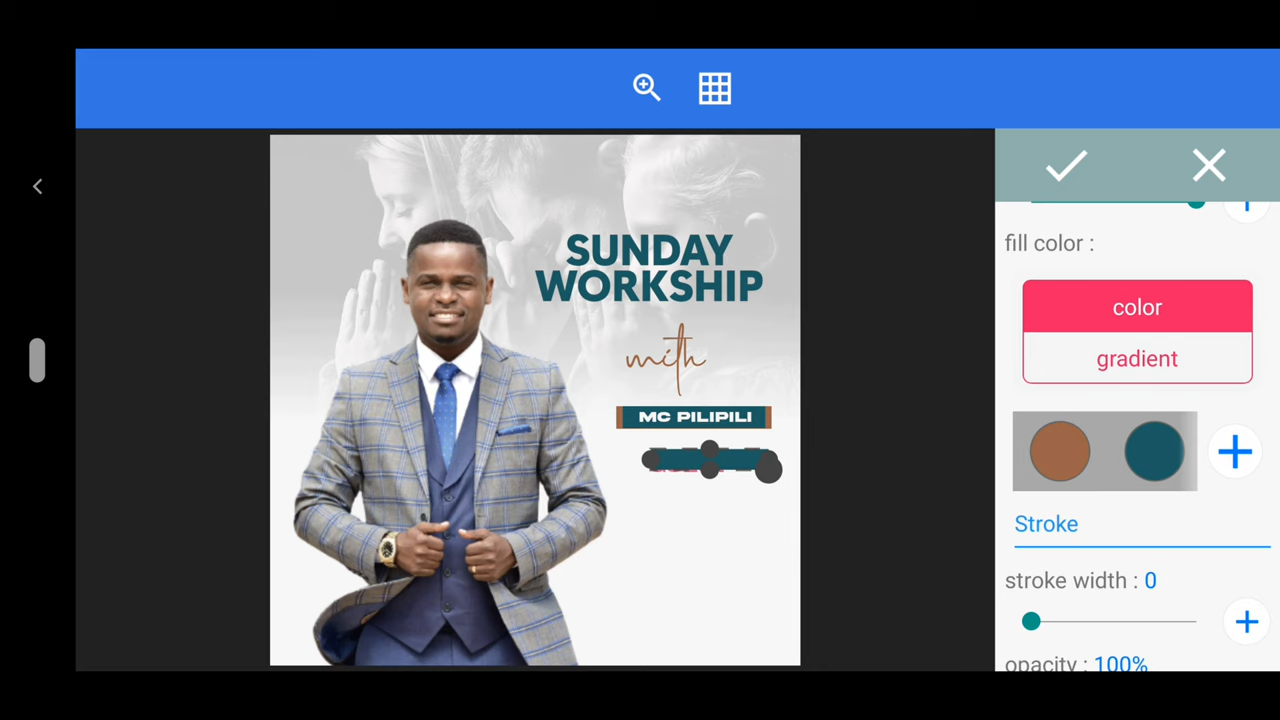 SUNDAY
WORKSHIP
with
MC PILIPILI
fill color :
color
gradient
Stroke
stroke width : 0
opacity : 100%